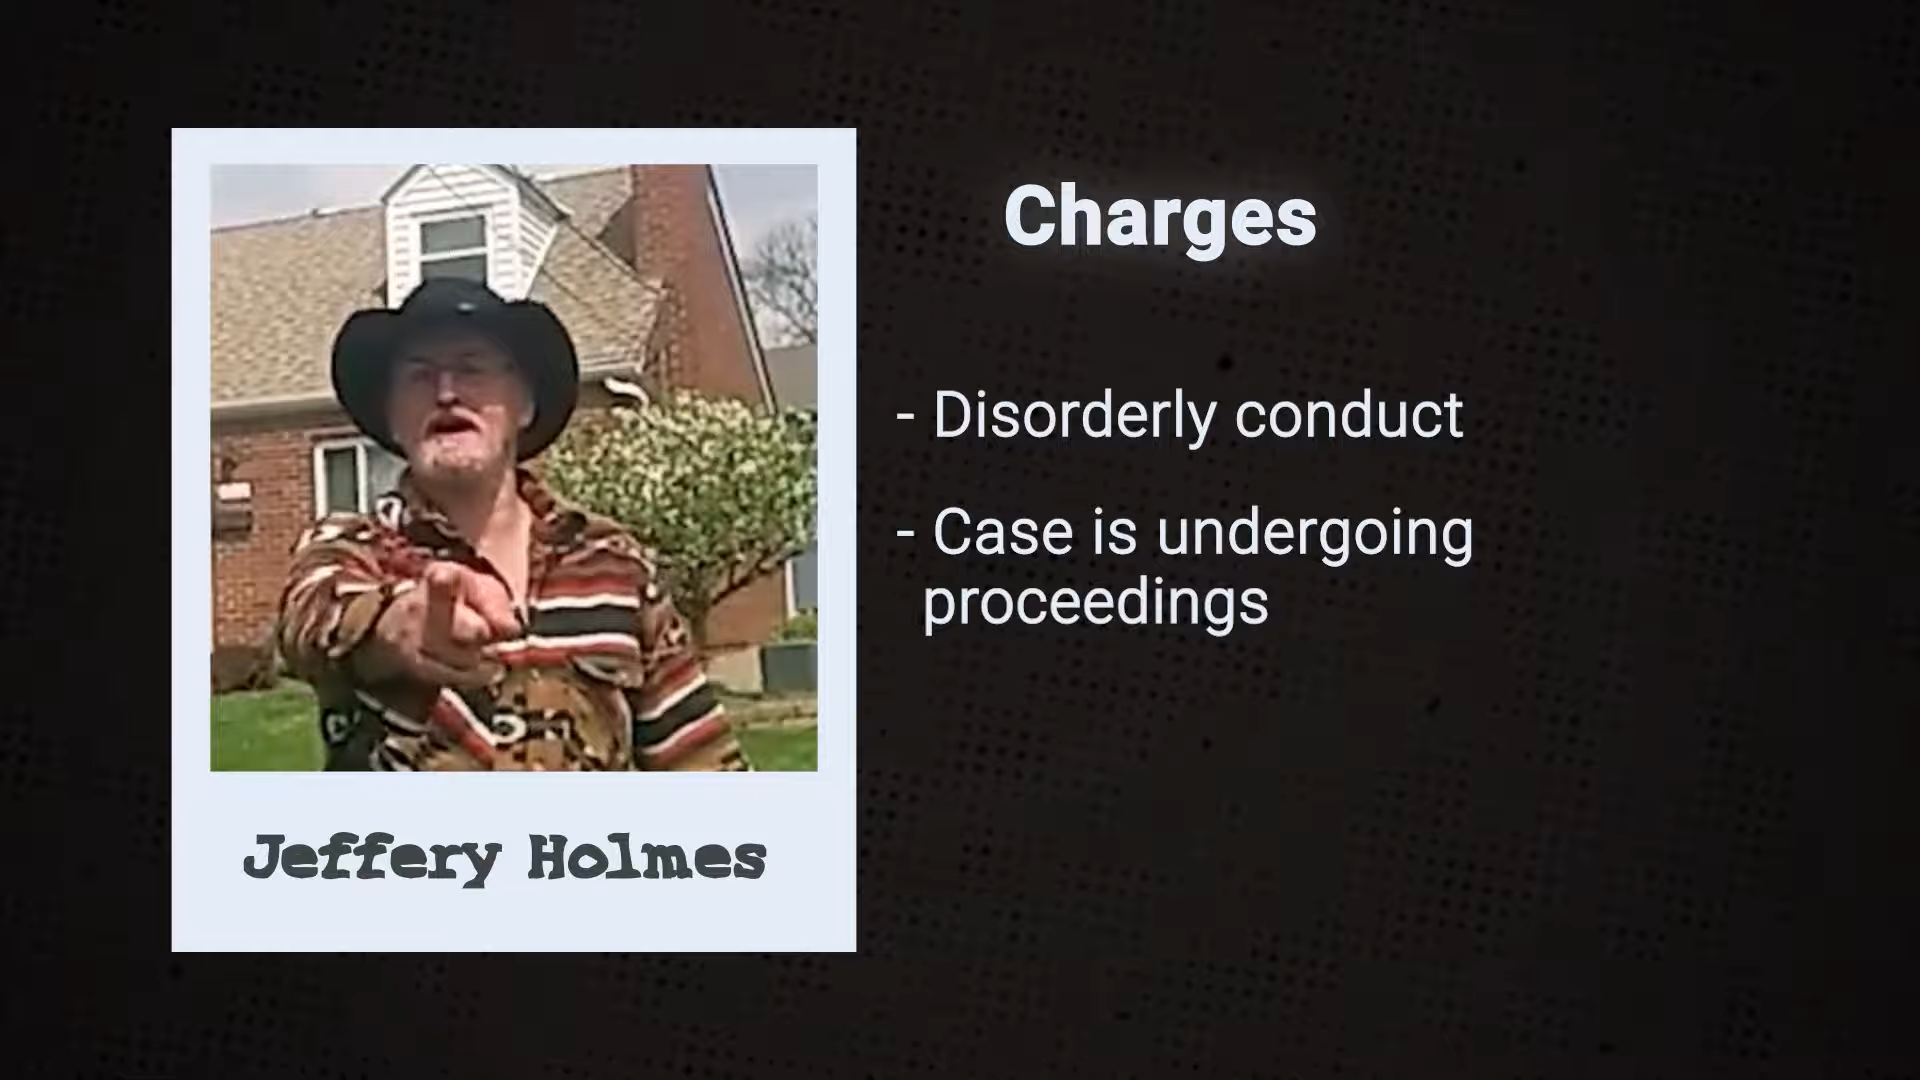 Charges
- Disorderly conduct
- Case is undergoing
proceedings
Jeffery Holmes